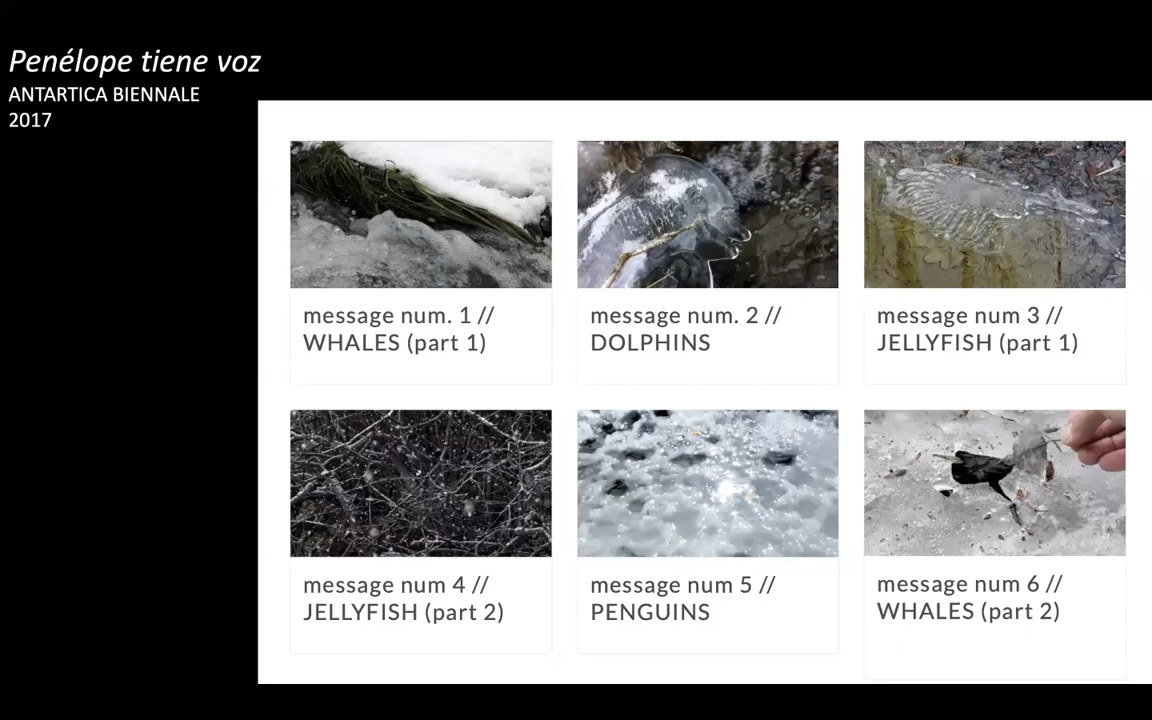 Penélope tiene voz
ANTARTICA BIENNALE
2017
message num. 1 //
WHALES (part 1)
message num. 2 //
DOLPHINS
message num 3 //
JELLYFISH (part 1)
message num 4 //
JELLYFISH (part 2)
message num 5 //
PENGUINS
message num 6 //
WHALES (part 2)